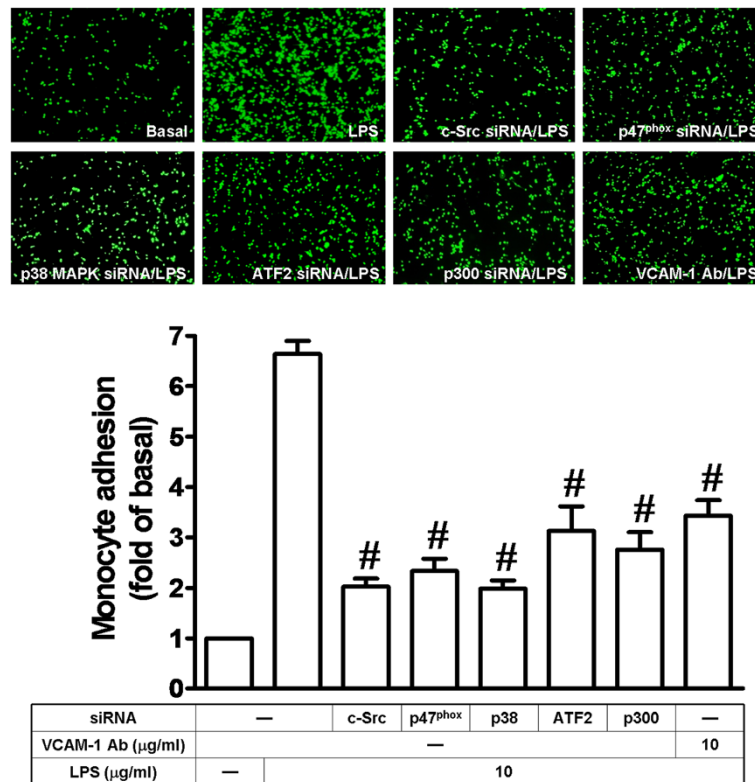 Basal
LPS
c-Src siRNA/LPS
p47phox siRNA/LPS
p38 MAPK siRNA/LPS
ATF2 siRNA/LPS
p300 siRNA/LPS
VCAM-1 Ab/LPS
Monocyte adhesion
(fold of basal)
7
6
5
4
3
2
1
0
# # # # # #
siRNA — c-Src p47phox p38 ATF2 p300 —
VCAM-1 Ab (μg/ml) — 10
LPS (μg/ml) — 10